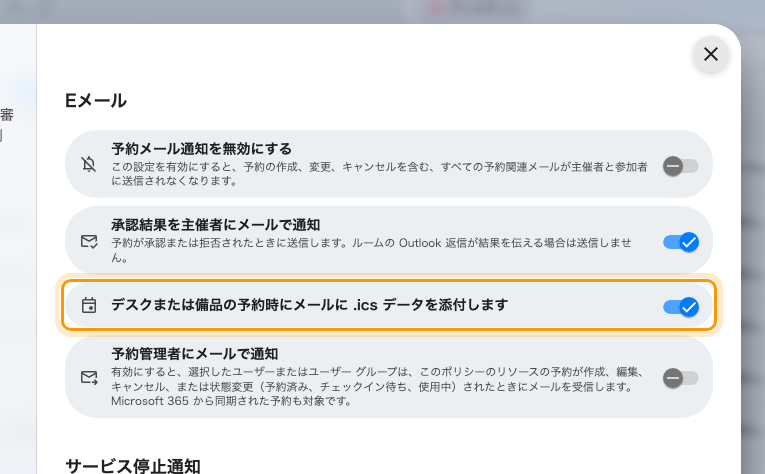 審
Eメール
予約メール通知を無効にする
この設定を有効にすると、予約の作成、変更、キャンセルを含む、すべての予約関連メールが主催者と参加者
に送信されなくなります。
承認結果を主催者にメールで通知
予約が承認または拒否されたときに送信します。ルームの Outlook 返信が結果を伝える場合は送信しませ
ん。
デスクまたは備品の予約時にメールに .ics データを添付します
予約管理者にメールで通知
有効にすると、選択したユーザーまたはユーザー グループは、このポリシーのリソースの予約が作成、編集、
キャンセル、または状態変更（予約済み、チェックイン待ち、使用中）されたときにメールを受信します。
Microsoft 365 から同期された予約も対象です。
サービス停止通知